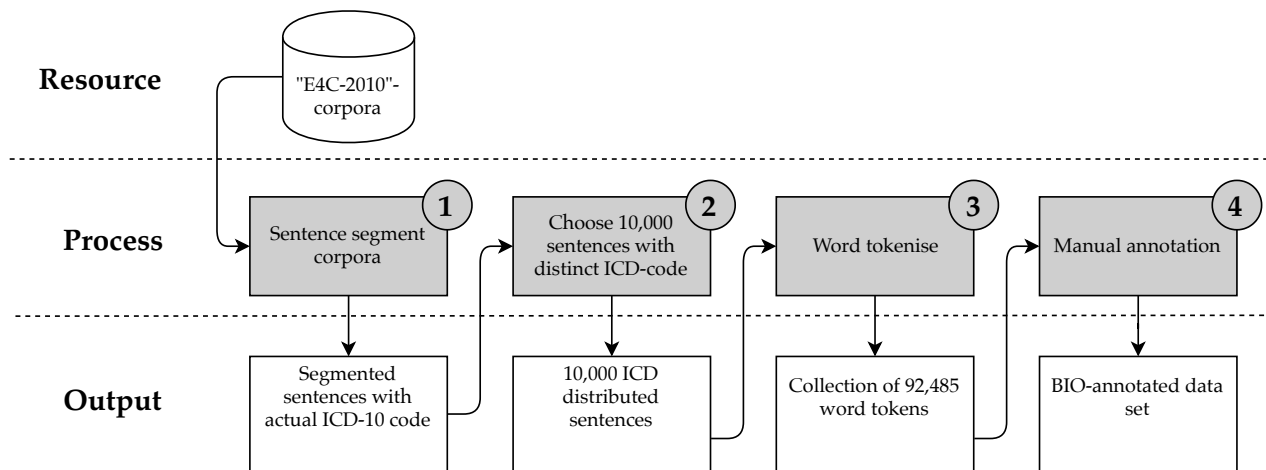 Resource
"E4C-2010"-
corpora
Process
1
Sentence segment
corpora
2
Choose 10,000
sentences with
distinct ICD-code
3
Word tokenise
4
Manual annotation
Output
Segmented
sentences with
actual ICD-10 code
10,000 ICD
distributed
sentences
Collection of 92,485
word tokens
BIO-annotated data
set